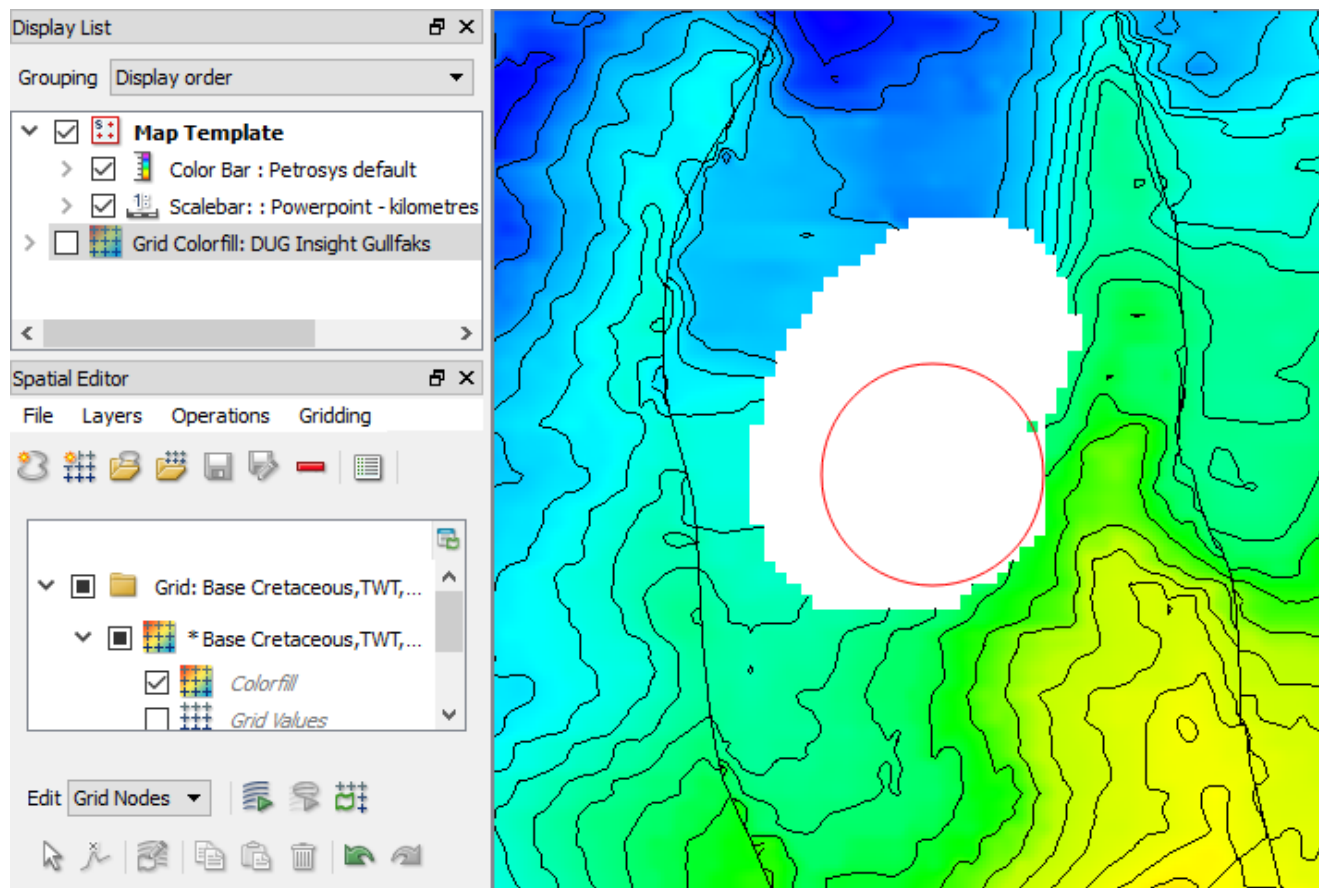 Display List
Grouping Display order
Map Template
Color Bar : Petrosys default
Scalebar: : Powerpoint - kilometres
Grid Colorfill: DUG Insight Gullfaks
Spatial Editor
File Layers Operations Gridding
Grid: Base Cretaceous,TWT,...
* Base Cretaceous,TWT,...
Colorfill
Grid Values
Edit Grid Nodes